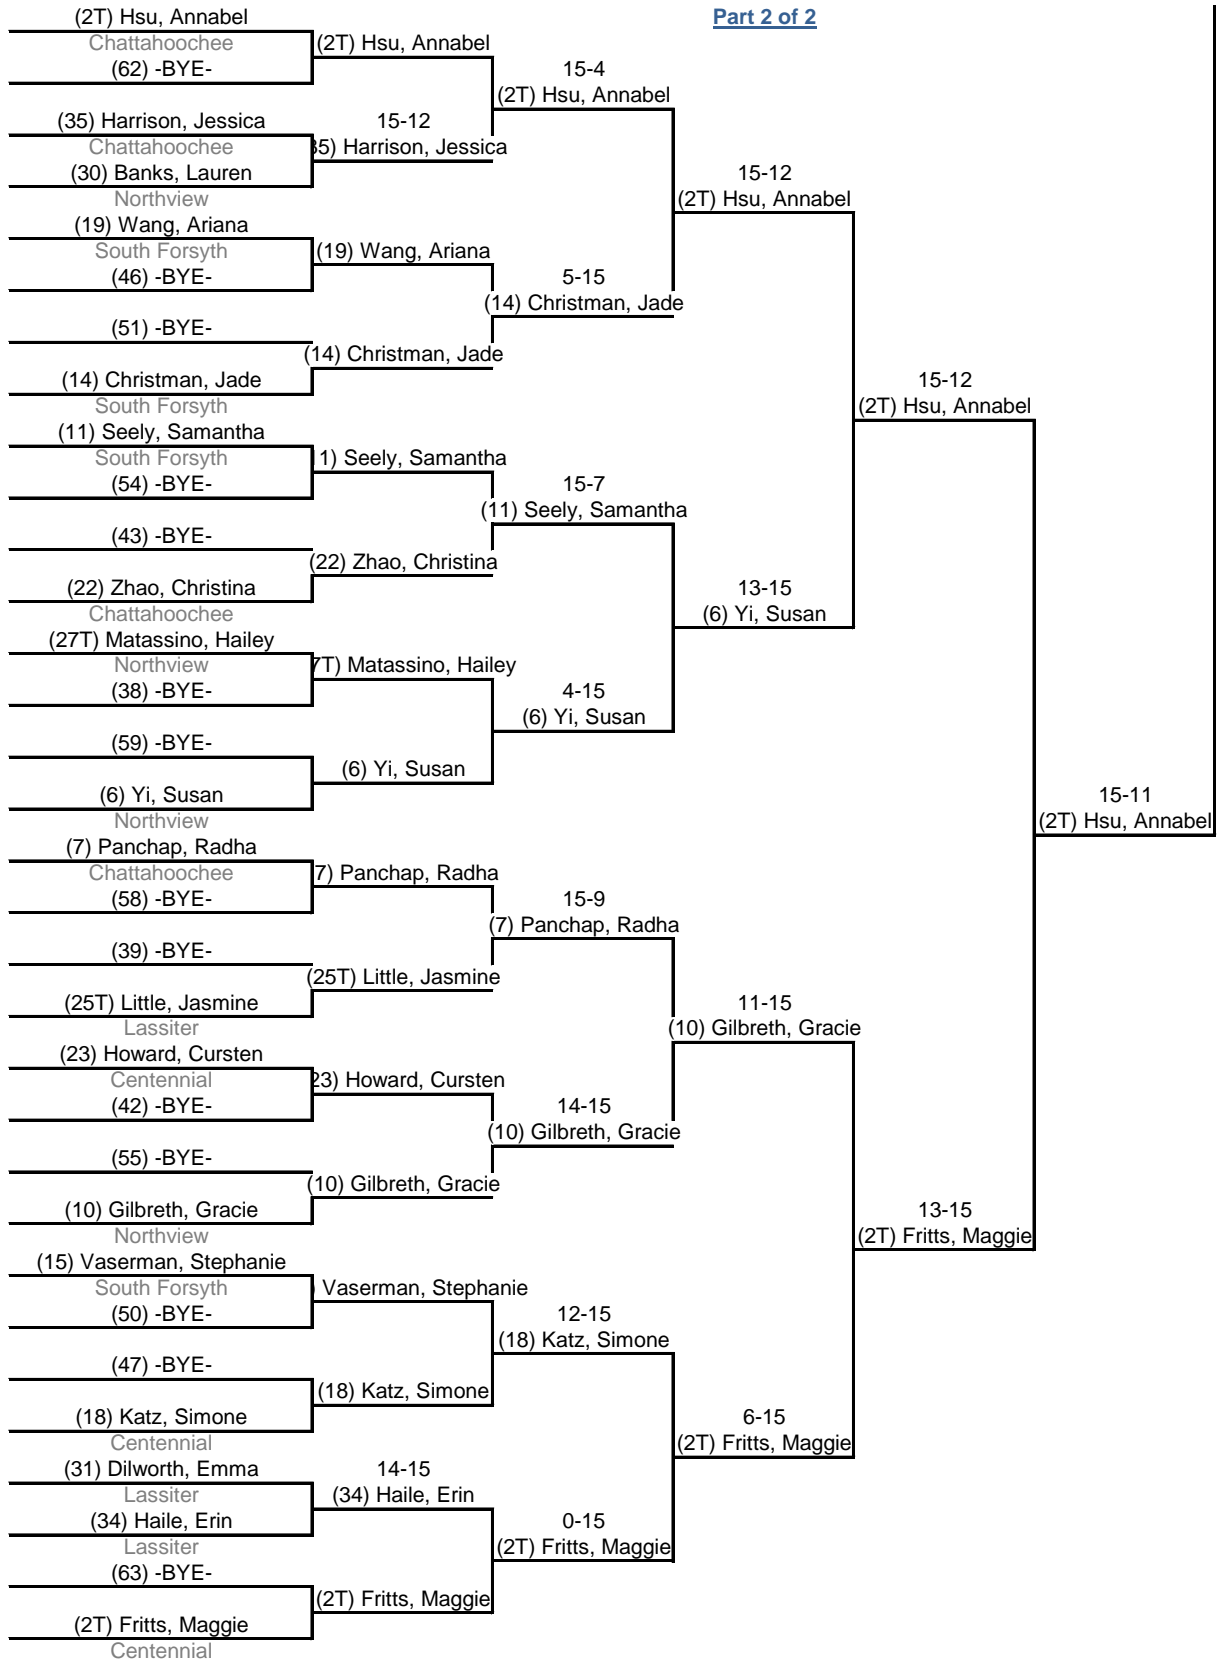 Part 2 of 2
(2T) Hsu, Annabel
Chattahoochee
(62) -BYE-
(35) Harrison, Jessica
Chattahoochee
(30) Banks, Lauren
Northview
(19) Wang, Ariana
South Forsyth
(46) -BYE-
(51) -BYE-
(14) Christman, Jade
South Forsyth
(11) Seely, Samantha
South Forsyth
(54) -BYE-
(43) -BYE-
(22) Zhao, Christina
Chattahoochee
(27T) Matassino, Hailey
Northview
(38) -BYE-
(59) -BYE-
(6) Yi, Susan
Northview
(7) Panchap, Radha
Chattahoochee
(58) -BYE-
(39) -BYE-
(25T) Little, Jasmine
Lassiter
(23) Howard, Cursten
Centennial
(42) -BYE-
(55) -BYE-
(10) Gilbreth, Gracie
Northview
(15) Vaserman, Stephanie
South Forsyth
(50) -BYE-
(47) -BYE-
(18) Katz, Simone
Centennial
(31) Dilworth, Emma
Lassiter
(34) Haile, Erin
Lassiter
(63) -BYE-
(2T) Fritts, Maggie
Centennial
(2T) Hsu, Annabel
15-12
35) Harrison, Jessica
(19) Wang, Ariana
(14) Christman, Jade
1) Seely, Samantha
(22) Zhao, Christina
7T) Matassino, Hailey
(6) Yi, Susan
7) Panchap, Radha
(25T) Little, Jasmine
23) Howard, Cursten
(10) Gilbreth, Gracie
) Vaserman, Stephanie
(18) Katz, Simone
14-15
(34) Haile, Erin
(2T) Fritts, Maggie
15-4
(2T) Hsu, Annabel
5-15
(14) Christman, Jade
15-7
(11) Seely, Samantha
4-15
(6) Yi, Susan
15-9
(7) Panchap, Radha
14-15
(10) Gilbreth, Gracie
12-15
(18) Katz, Simone
0-15
(2T) Fritts, Maggie
15-12
(2T) Hsu, Annabel
13-15
(6) Yi, Susan
11-15
(10) Gilbreth, Gracie
6-15
(2T) Fritts, Maggie
15-12
(2T) Hsu, Annabel
13-15
(2T) Fritts, Maggie
15-11
(2T) Hsu, Annabel